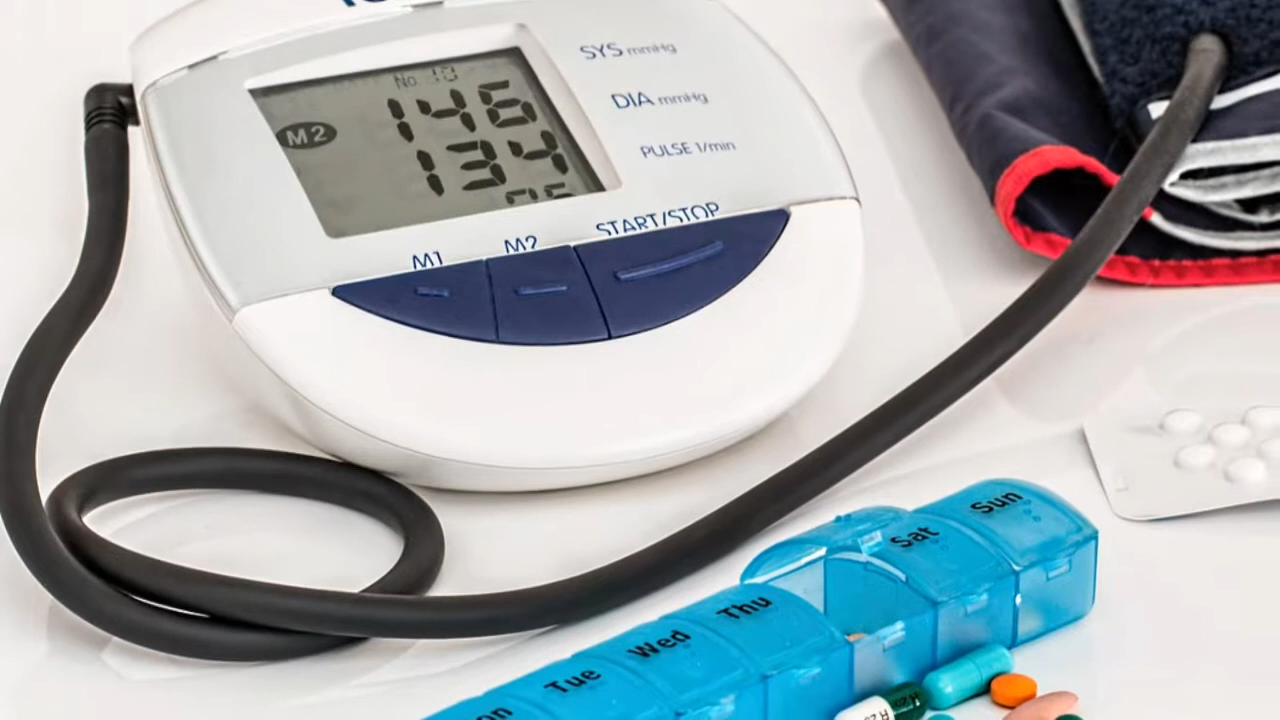 No. 10
SYS mmHg
146
DIA mmHg
M2
134
PULSE 1/min
START/STOP
M2
M1
Sun
Sat
Thu
Wed
Tue